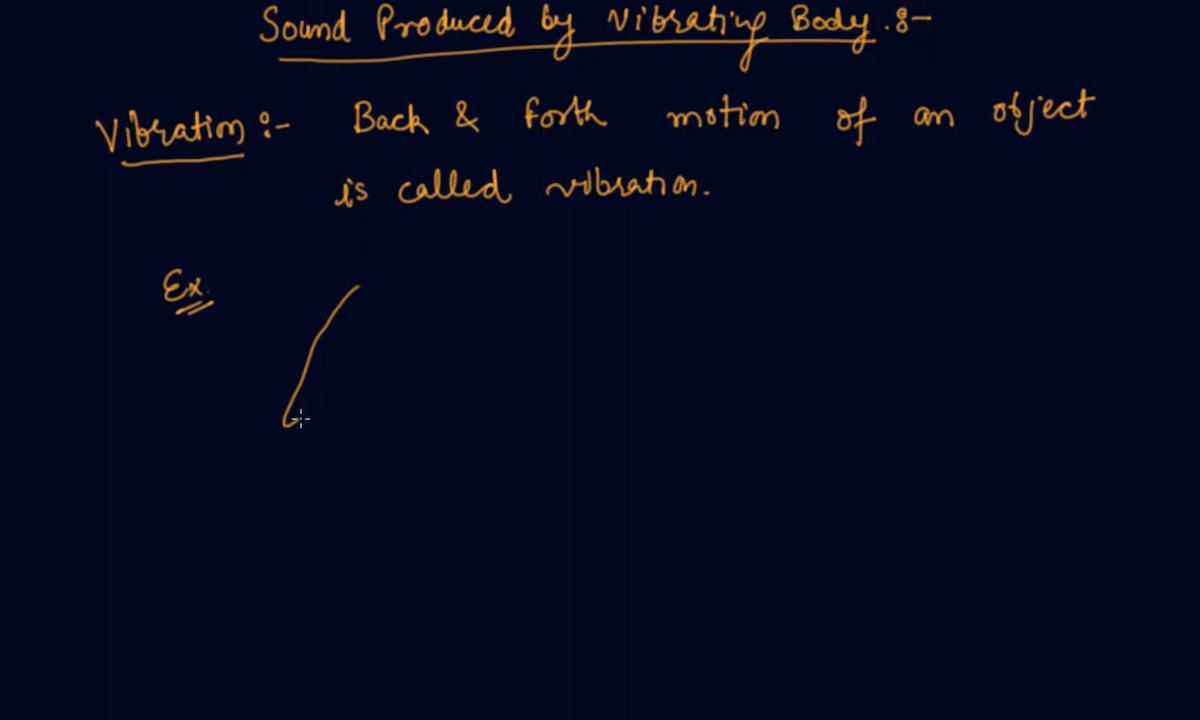 Sound Produced by Vibrating Body :-
Vibration :- Back & forth motion of an object
is called vibration.
Ex.